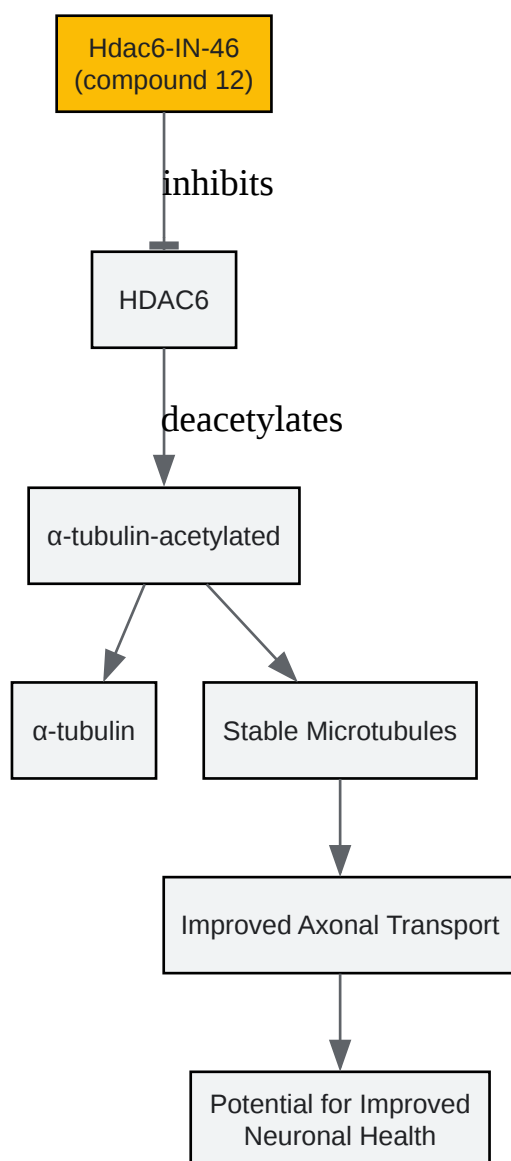 Hdac6-IN-46
(compound 12)
inhibits
HDAC6
deacetylates
α-tubulin-acetylated
α-tubulin
Stable Microtubules
Improved Axonal Transport
Potential for Improved
Neuronal Health